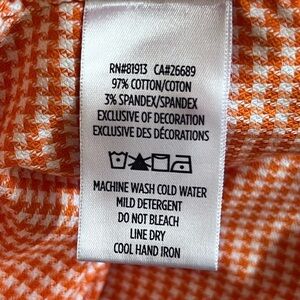 RN#81913 CA#26689
97% COTTON/COTON
3% SPANDEX/SPANDEX
EXCLUSIVE OF DECORATION
EXCLUSIVE DES DÉCORATIONS
MACHINE WASH COLD WATER
MILD DETERGENT
DO NOT BLEACH
LINE DRY
COOL HAND IRON